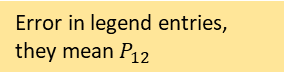 Error in legend entries,
they mean P₁₂